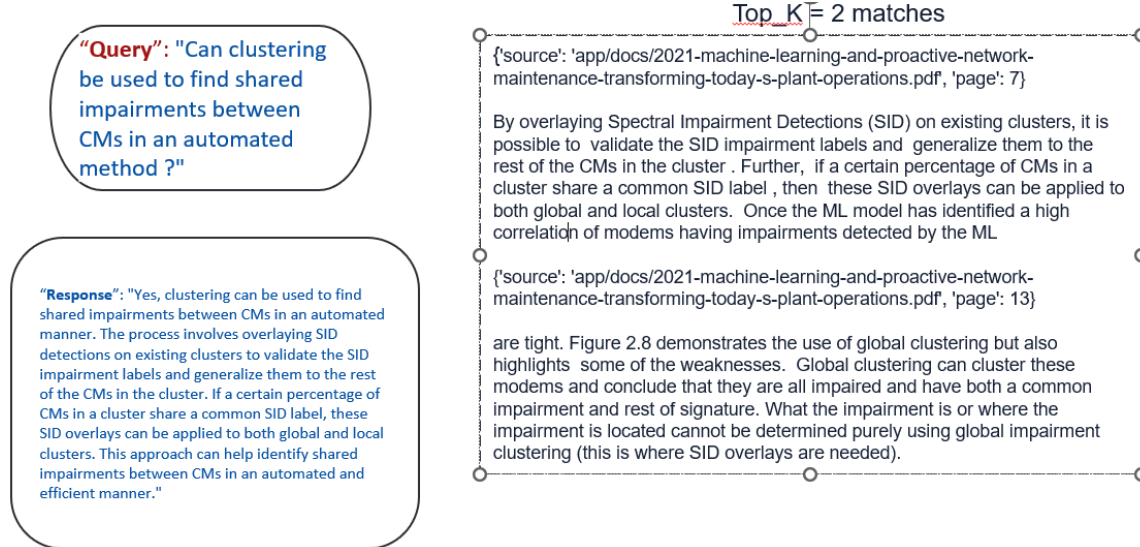 “Query”: "Can clustering
be used to find shared
impairments between
CMs in an automated
method ?"
“Response”: "Yes, clustering can be used to find
shared impairments between CMs in an automated
manner. The process involves overlaying SID
detections on existing clusters to validate the SID
impairment labels and generalize them to the rest
of the CMs in the cluster. If a certain percentage of
CMs in a cluster share a common SID label, these
SID overlays can be applied to both global and local
clusters. This approach can help identify shared
impairments between CMs in an automated and
efficient manner."
Top_K = 2 matches
{'source': 'app/docs/2021-machine-learning-and-proactive-network-
maintenance-transforming-today-s-plant-operations.pdf', 'page': 7}
By overlaying Spectral Impairment Detections (SID) on existing clusters, it is
possible to  validate the SID impairment labels and  generalize them to the
rest of the CMs in the cluster . Further,  if a certain percentage of CMs in a
cluster share a common SID label , then  these SID overlays can be applied to
both global and local clusters.  Once the ML model has identified a high
correlation of modems having impairments detected by the ML
{'source': 'app/docs/2021-machine-learning-and-proactive-network-
maintenance-transforming-today-s-plant-operations.pdf', 'page': 13}
are tight. Figure 2.8 demonstrates the use of global clustering but also
highlights  some of the weaknesses.  Global clustering can cluster these
modems and conclude that they are all impaired and have both a common
impairment and rest of signature. What the impairment is or where the
impairment is located cannot be determined purely using global impairment
clustering (this is where SID overlays are needed).